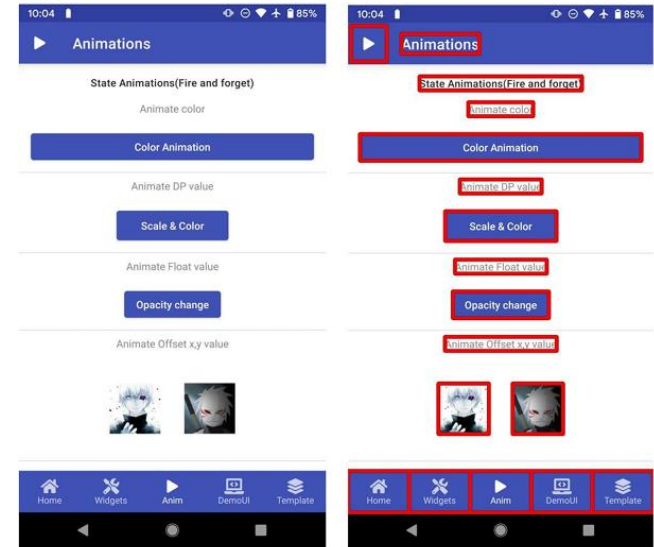 10:04 85%
Animations
State Animations(Fire and forget)
Animate color
Color Animation
Animate DP value
Scale & Color
Animate Float value
Opacity change
Animate Offset x,y value
Home Widgets Anim DemoUI Template
10:04 85%
Animations
State Animations(Fire and forget)
Animate color
Color Animation
Animate DP value
Scale & Color
Animate Float value
Opacity change
Animate Offset x,y value
Home Widgets Anim DemoUI Template